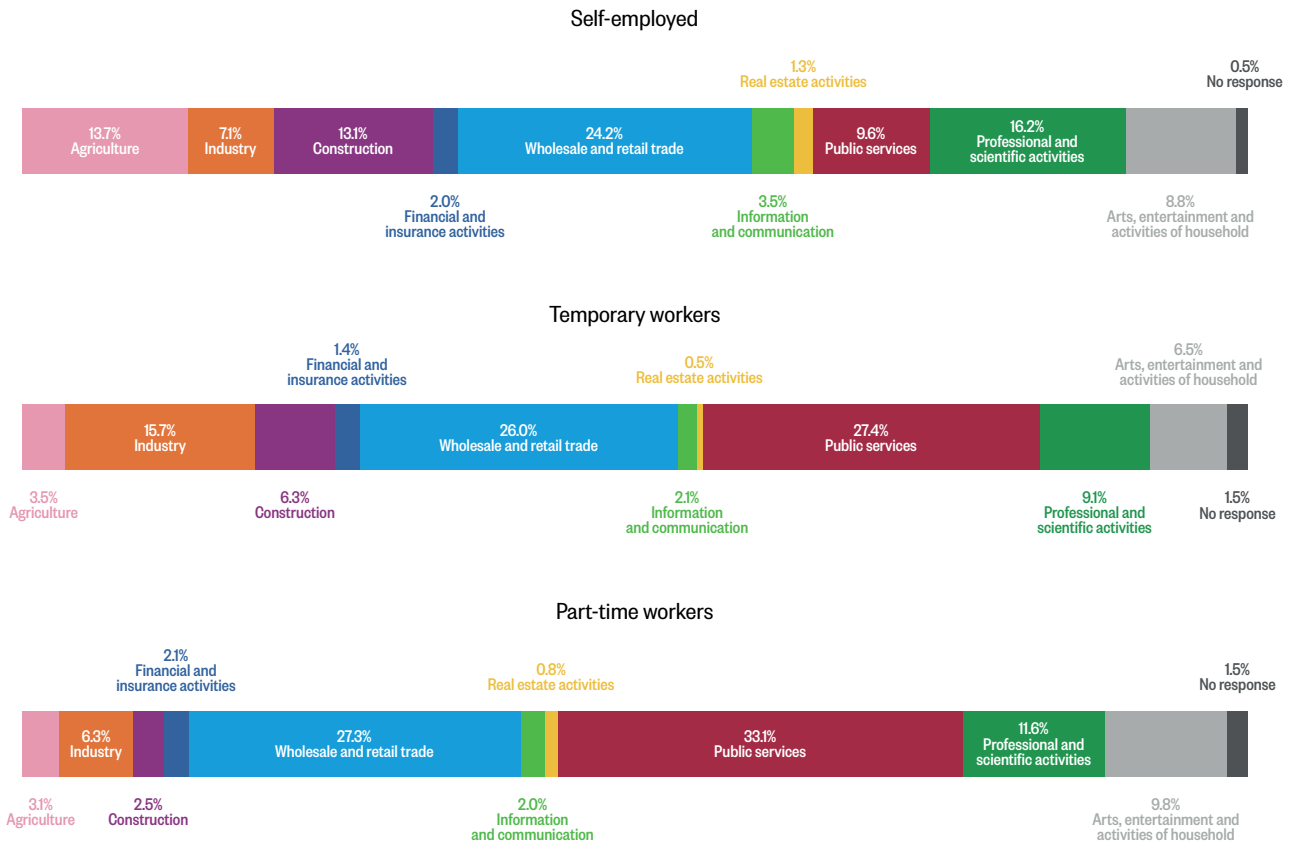 Self-employed
1.3%
Real estate activities
0.5%
No response
13.7%
Agriculture
7.1%
Industry
13.1%
Construction
24.2%
Wholesale and retail trade
9.6%
Public services
16.2%
Professional and
scientific activities
2.0%
Financial and
insurance activities
3.5%
Information
and communication
8.8%
Arts, entertainment and
activities of household
Temporary workers
1.4%
Financial and
insurance activities
0.5%
Real estate activities
6.5%
Arts, entertainment and
activities of household
15.7%
Industry
26.0%
Wholesale and retail trade
27.4%
Public services
3.5%
Agriculture
6.3%
Construction
2.1%
Information
and communication
9.1%
Professional and
scientific activities
1.5%
No response
Part-time workers
2.1%
Financial and
insurance activities
0.8%
Real estate activities
1.5%
No response
6.3%
Industry
27.3%
Wholesale and retail trade
33.1%
Public services
11.6%
Professional and
scientific activities
3.1%
Agriculture
2.5%
Construction
2.0%
Information
and communication
9.8%
Arts, entertainment and
activities of household